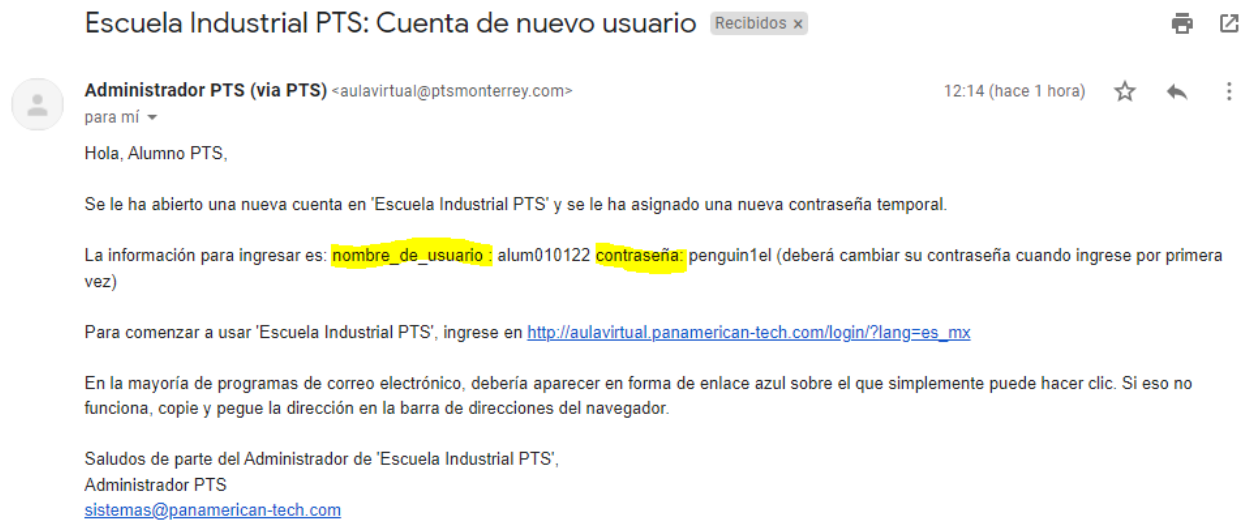 Escuela Industrial PTS: Cuenta de nuevo usuario Recibidos x
Administrador PTS (via PTS) <aulavirtual@ptsmonterrey.com> 12:14 (hace 1 hora)
para mí
Hola, Alumno PTS,
Se le ha abierto una nueva cuenta en 'Escuela Industrial PTS' y se le ha asignado una nueva contraseña temporal.
La información para ingresar es: nombre_de_usuario : alum010122 contraseña: penguin1el (deberá cambiar su contraseña cuando ingrese por primera
vez)
Para comenzar a usar 'Escuela Industrial PTS', ingrese en http://aulavirtual.panamerican-tech.com/login/?lang=es_mx
En la mayoría de programas de correo electrónico, debería aparecer en forma de enlace azul sobre el que simplemente puede hacer clic. Si eso no
funciona, copie y pegue la dirección en la barra de direcciones del navegador.
Saludos de parte del Administrador de 'Escuela Industrial PTS',
Administrador PTS
sistemas@panamerican-tech.com